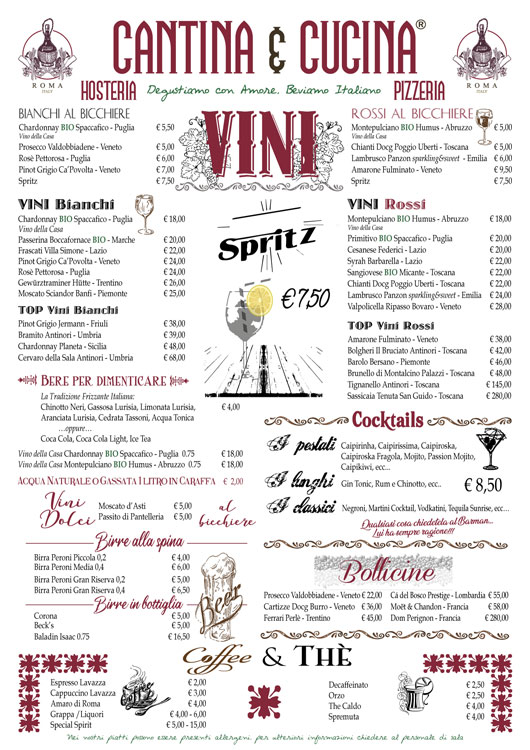 CANTINA & CUCINA®
ROMA
ITALY
ROMA
ITALY
HOSTERIA
Degustiamo con Amore, Beviamo Italiano
PIZZERIA
BIANCHI AL BICCHIERE
Chardonnay BIO Spaccafico - Puglia € 5,50
Vino della Casa
Prosecco Valdobbiadene - Veneto € 5,00
Rosè Pettorosa - Puglia € 6,00
Pinot Grigio Ca'Povolta - Veneto € 7,00
Spritz € 7,50
VINI
ROSSI AL BICCHIERE
Montepulciano BIO Humus - Abruzzo € 5,00
Vino della Casa
Chianti Docg Poggio Uberti - Toscana € 5,00
Lambrusco Panzon sparkling&sweet - Emilia € 6,00
Amarone Fulminato - Veneto € 9,50
Spritz € 7,50
VINI Bianchi
Chardonnay BIO Spaccafico - Puglia € 18,00
Vino della Casa
Passerina Boccafornace BIO - Marche € 20,00
Frascati Villa Simone - Lazio € 22,00
Pinot Grigio Ca'Povolta - Veneto € 24,00
Rosè Pettorosa - Puglia € 24,00
Gewürztraminer Hütte - Trentino € 26,00
Moscato Sciandor Banfi - Piemonte € 25,00
TOP Vini Bianchi
Pinot Grigio Jermann - Friuli € 38,00
Bramito Antinori - Umbria € 39,00
Chardonnay Planeta - Sicilia € 48,00
Cervaro della Sala Antinori - Umbria € 68,00
Spritz
€ 7,50
VINI Rossi
Montepulciano BIO Humus - Abruzzo € 18,00
Vino della Casa
Primitivo BIO Spaccafico - Puglia € 20,00
Cesanese Federici - Lazio € 20,00
Syrah Barbarella - Lazio € 22,00
Sangiovese BIO Micante - Toscana € 22,00
Chianti Docg Poggio Uberti - Toscana € 24,00
Lambrusco Panzon sparkling&sweet - Emilia € 24,00
Valpolicella Ripasso Bovaro - Veneto € 28,00
TOP Vini Rossi
Amarone Fulminato - Veneto € 38,00
Bolgheri Il Bruciato Antinori - Toscana € 42,00
Barolo Bersano - Piemonte € 46,00
Brunello di Montalcino Palazzi - Toscana € 48,00
Tignanello Antinori - Toscana € 145,00
Sassicaia Tenuta San Guido - Toscana € 280,00
BERE PER DIMENTICARE
La Tradizione Frizzante Italiana:
Chinotto Neri, Gassosa Lurisia, Limonata Lurisia, € 4,00
Aranciata Lurisia, Cedrata Tassoni, Acqua Tonica
...oppure...
Coca Cola, Coca Cola Light, Ice Tea
Vino della Casa Chardonnay BIO Spaccafico - Puglia 0.75 € 18,00
Vino della Casa Montepulciano BIO Humus - Abruzzo 0.75 € 18,00
ACQUA NATURALE O GASSATA 1 LITRO IN CARAFFA € 2,00
Vini Dolci
Moscato d'Asti € 5,00
Passito di Pantelleria € 5,00
al bicchiere
Cocktails
I pestati
Caipirinha, Caipirissima, Caipiroska,
Caipiroska Fragola, Mojito, Passion Mojito,
Caipikiwi, ecc...
I lunghi
Gin Tonic, Rum e Chinotto, ecc..
€ 8,50
I classici
Negroni, Martini Cocktail, Vodkatini, Tequila Sunrise, ecc...
Qualsiasi cosa chiedetela al Barman...
Lui ha sempre ragione!!!
Birre alla spina
Birra Peroni Piccola 0,2 € 4,00
Birra Peroni Media 0,4 € 6,00
Birra Peroni Gran Riserva 0,2 € 4,50
Birra Peroni Gran Riserva 0,4 € 6,50
Birre in bottiglia
Corona € 5,00
Beck's € 5,00
Baladin Isaac 0.75 € 16,50
Beer
Bollicine
Prosecco Valdobbiadene - Veneto € 22,00
Cartizze Docg Burro - Veneto € 36,00
Ferrari Perlè - Trentino € 45,00
Cà del Bosco Prestige - Lombardia € 55,00
Moët & Chandon - Francia € 58,00
Dom Perignon - Francia € 280,00
Coffee & THÈ
Espresso Lavazza € 2,00
Cappuccino Lavazza € 3,00
Amaro di Roma € 4,00
Grappa / Liquori € 4,00 - 6,00
Special Spirit € 5,00 - 15,00
Decaffeinato € 2,50
Orzo € 2,50
The Caldo € 4,00
Spremuta € 4,00
Nei nostri piatti possono essere presenti allergeni, per ulteriori informazioni chiedere al personale di sala